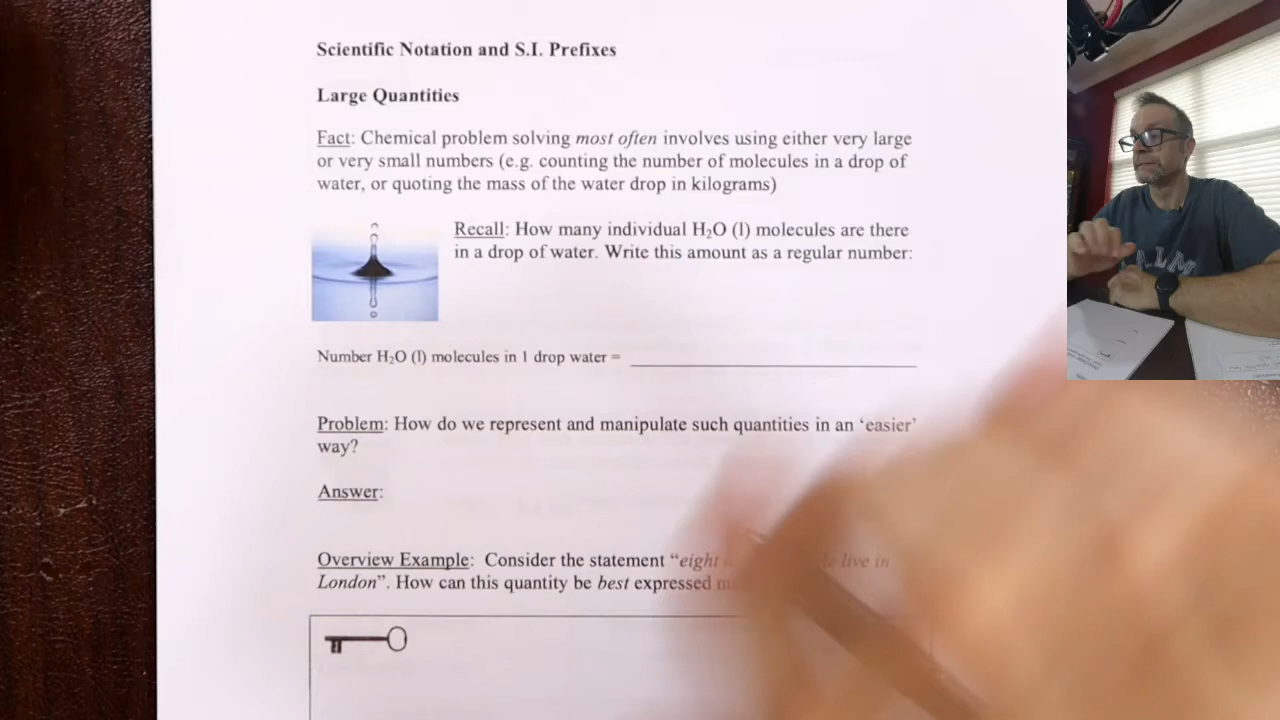 Scientific Notation and S.I. Prefixes
Large Quantities
Fact: Chemical problem solving most often involves using either very large
or very small numbers (e.g. counting the number of molecules in a drop of
water, or quoting the mass of the water drop in kilograms)
Recall: How many individual H₂O (l) molecules are there
in a drop of water. Write this amount as a regular number:
Number H₂O (l) molecules in 1 drop water = 
Problem: How do we represent and manipulate such quantities in an ‘easier’
way?
Answer:
Overview Example: Consider the statement “eight live in
London”. How can this quantity be best expressed